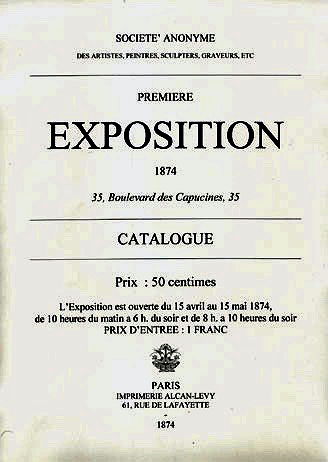 SOCIETE' ANONYME
DES ARTISTES, PEINTRES, SCULPTERS, GRAVEURS, ETC
PREMIERE
EXPOSITION
1874
35, Boulevard des Capucines, 35
CATALOGUE
Prix : 50 centimes
L'Exposition est ouverte du 15 avril au 15 mai 1874,
de 10 heures du matin a 6 h. du soir et de 8 h. a 10 heures du soir
PRIX D'ENTREE : 1 FRANC
PARIS
IMPRIMERIE ALCAN-LEVY
61, RUE DE LAFAYETTE
-
1874